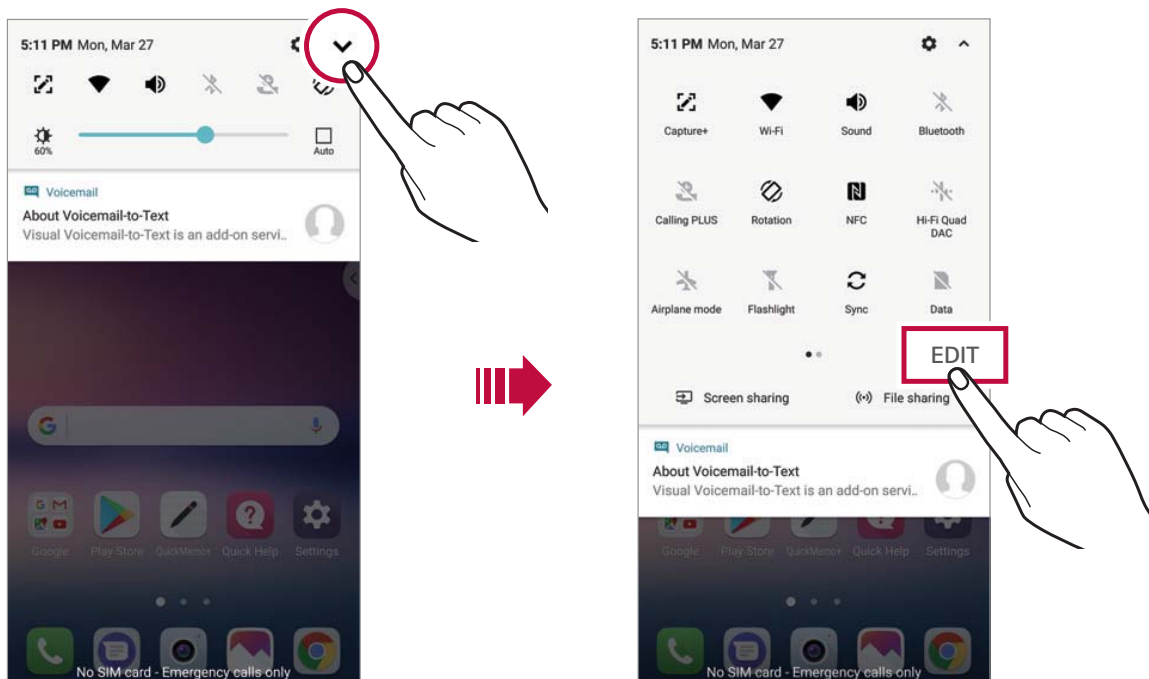 5:11 PM Mon, Mar 27
60%
Auto
Voicemail
About Voicemail-to-Text
Visual Voicemail-to-Text is an add-on servi..
G
G M
Google Play Store QuickMemo+ Quick Help Settings
No SIM card - Emergency calls only
5:11 PM Mon, Mar 27
Capture+ Wi-Fi Sound Bluetooth
Calling PLUS Rotation NFC Hi-Fi Quad
DAC
Airplane mode Flashlight Sync Data
EDIT
Screen sharing File sharing
Voicemail
About Voicemail-to-Text
Visual Voicemail-to-Text is an add-on servi..
Google Play Store QuickMemo+ Quick Help Settings
No SIM card - Emergency calls only